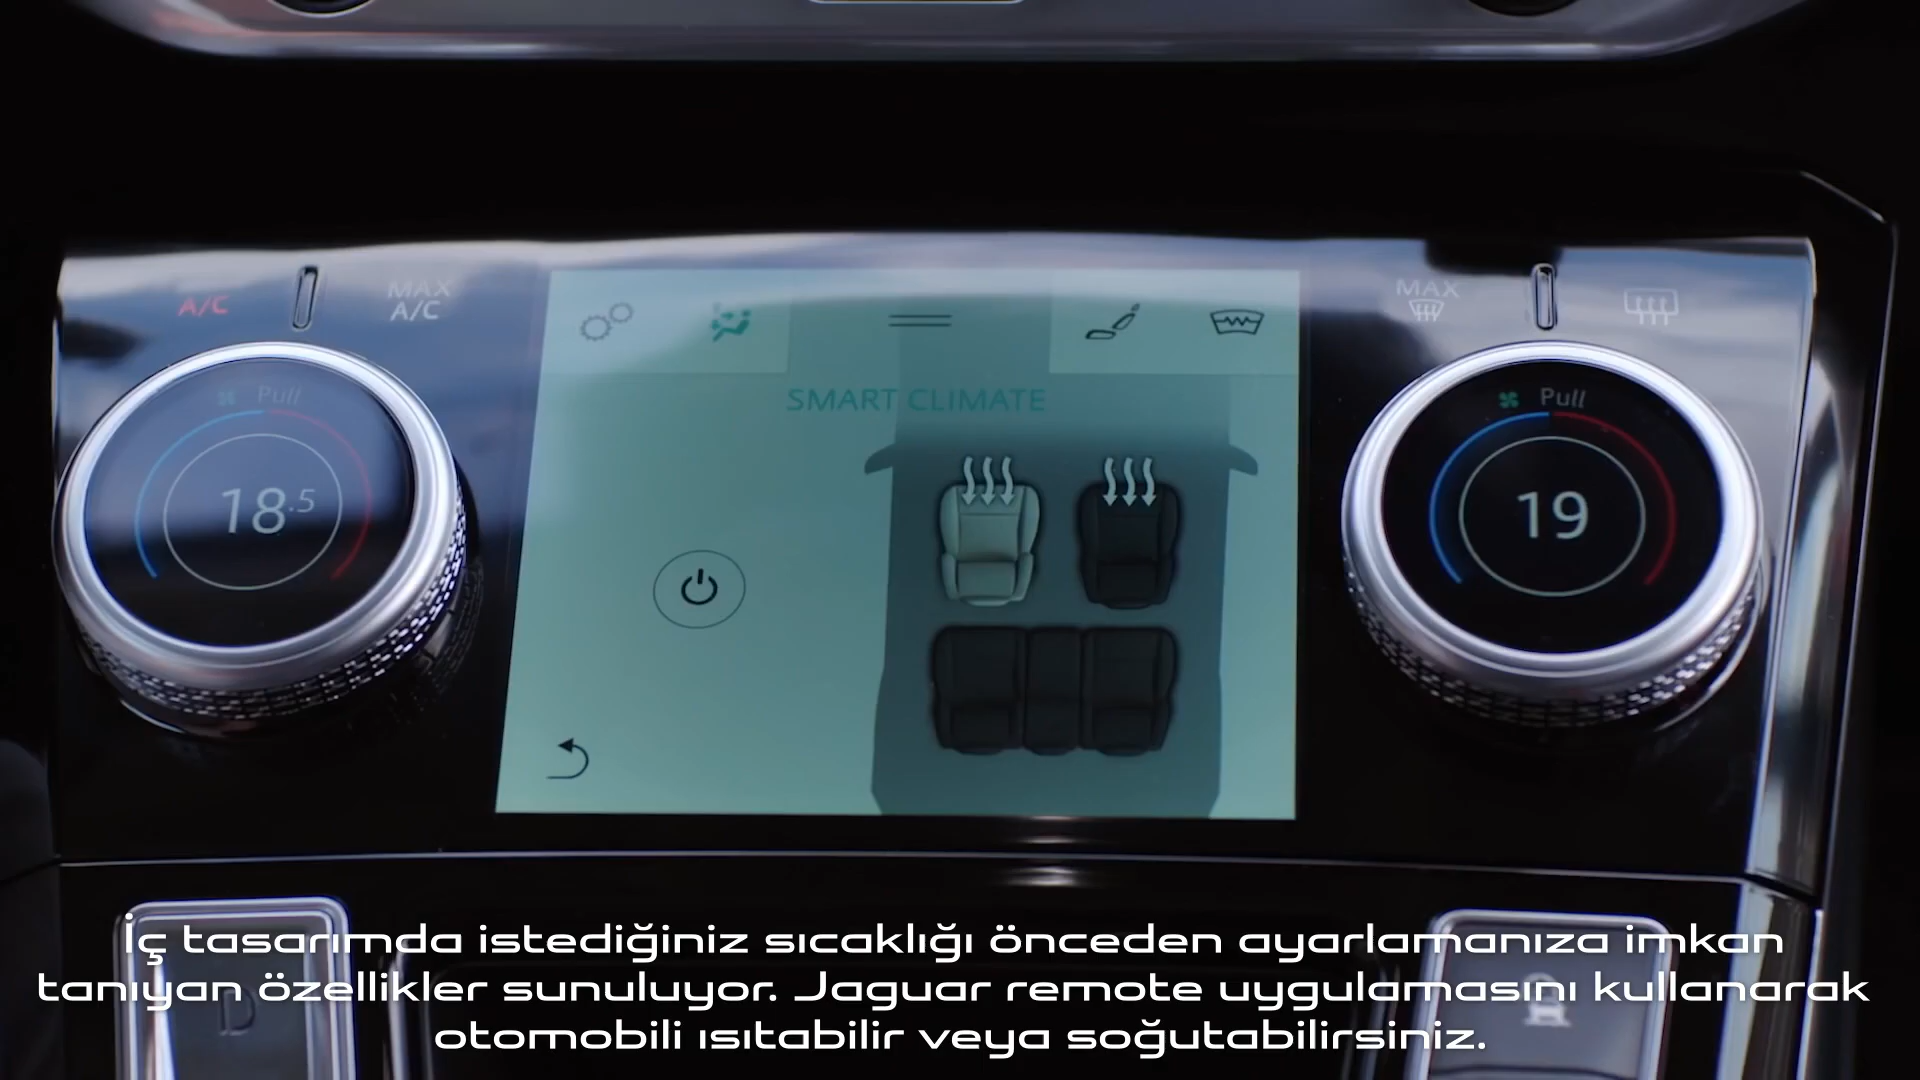 A/C
MAX
A/C
MAX
Pull
18.5
SMART CLIMATE
Pull
19
D
İç tasarımda istediğiniz sıcaklığı önceden ayarlamanıza imkan
tanıyan özellikler sunuluyor. Jaguar remote uygulamasını kullanarak
otomobili ısıtabilir veya soğutabilirsiniz.